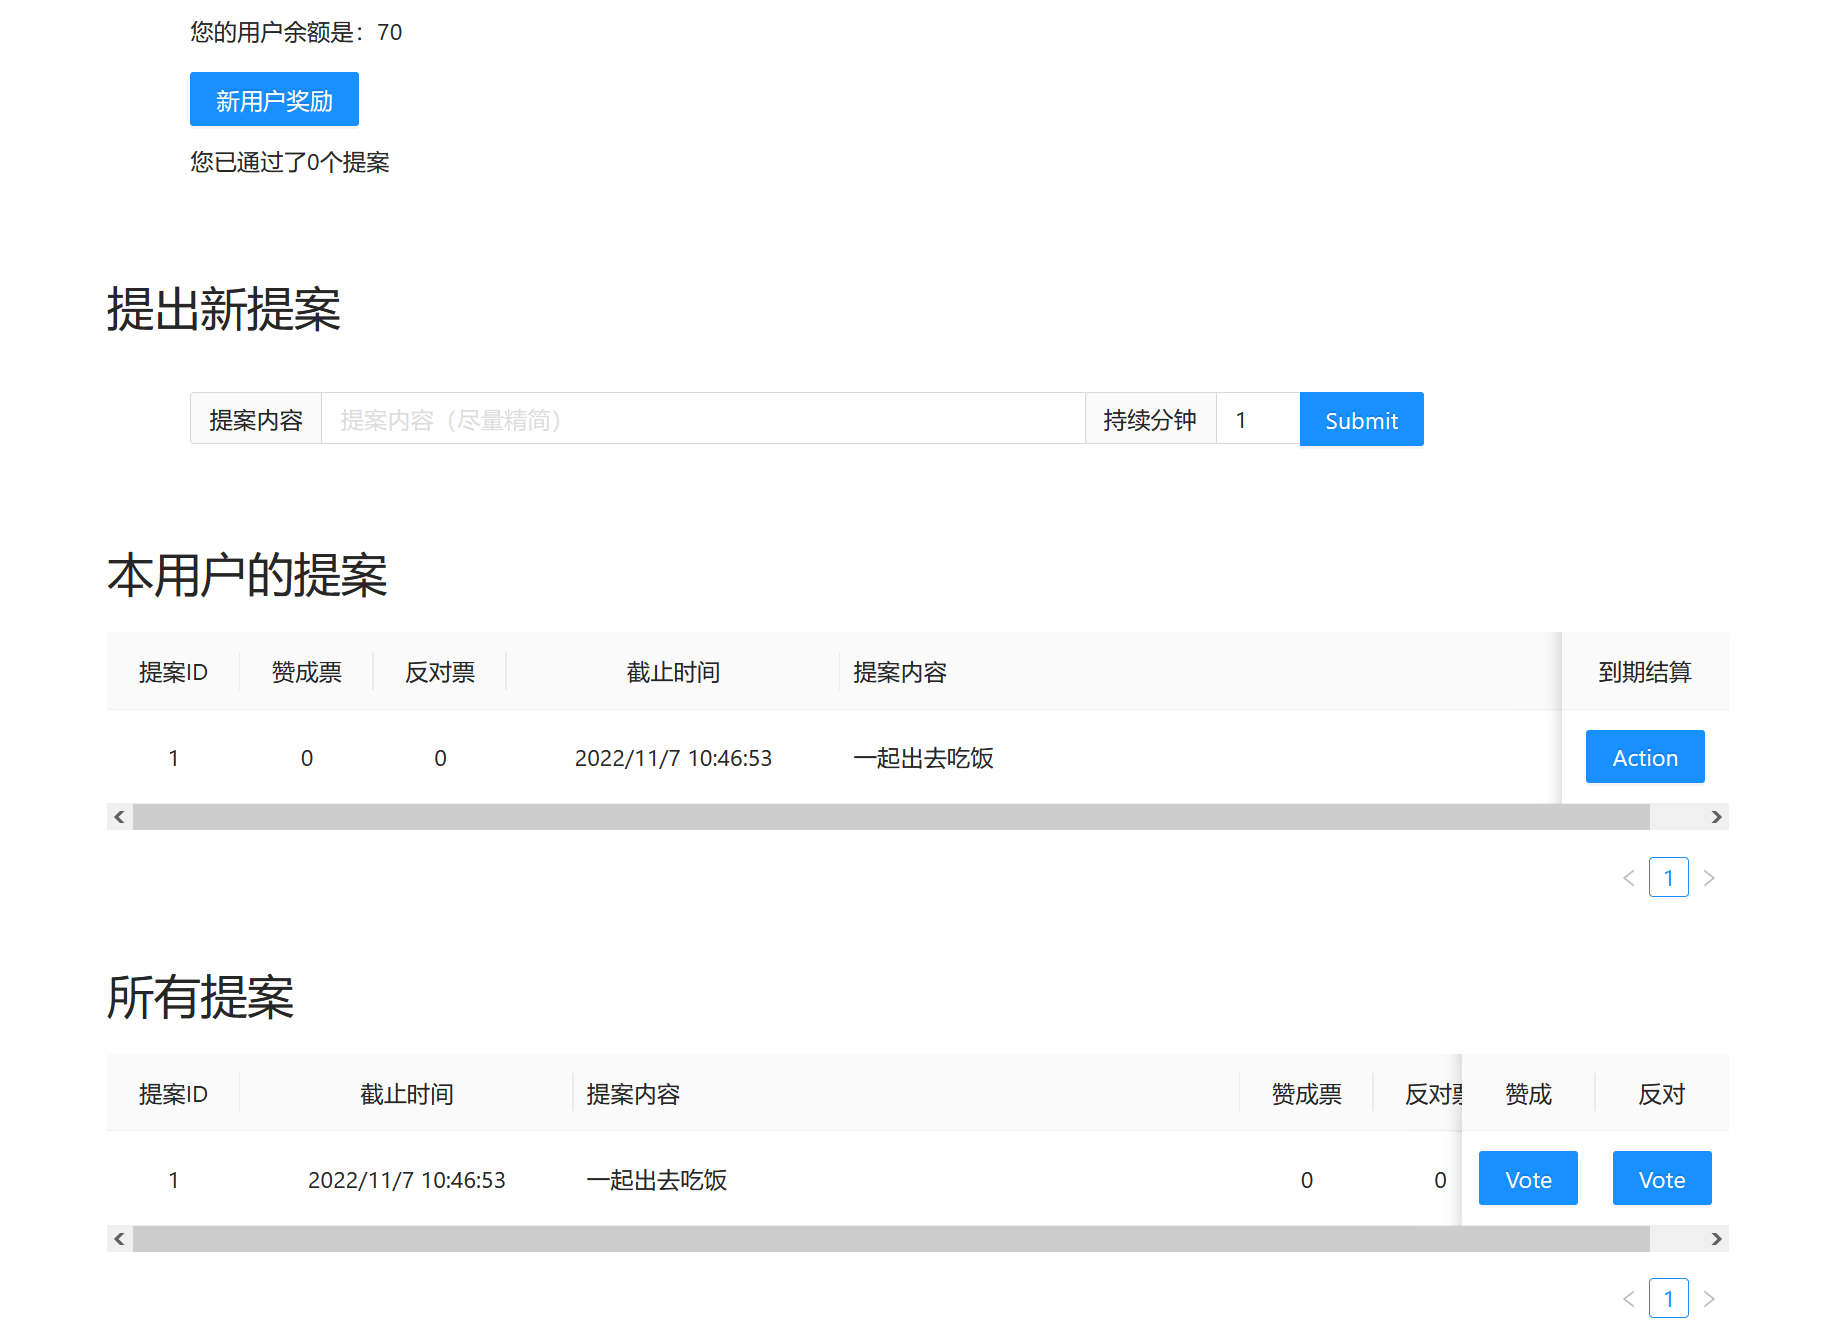 您的用户余额是：70
新用户奖励
您已通过了0个提案
提出新提案
提案内容 提案内容（尽量精简） 持续分钟 1 Submit
本用户的提案
提案ID 赞成票 反对票 截止时间 提案内容 到期结算
1 0 0 2022/11/7 10:46:53 一起出去吃饭 Action
1
所有提案
提案ID 截止时间 提案内容 赞成票 反对票 赞成 反对
1 2022/11/7 10:46:53 一起出去吃饭 0 0 Vote Vote
1